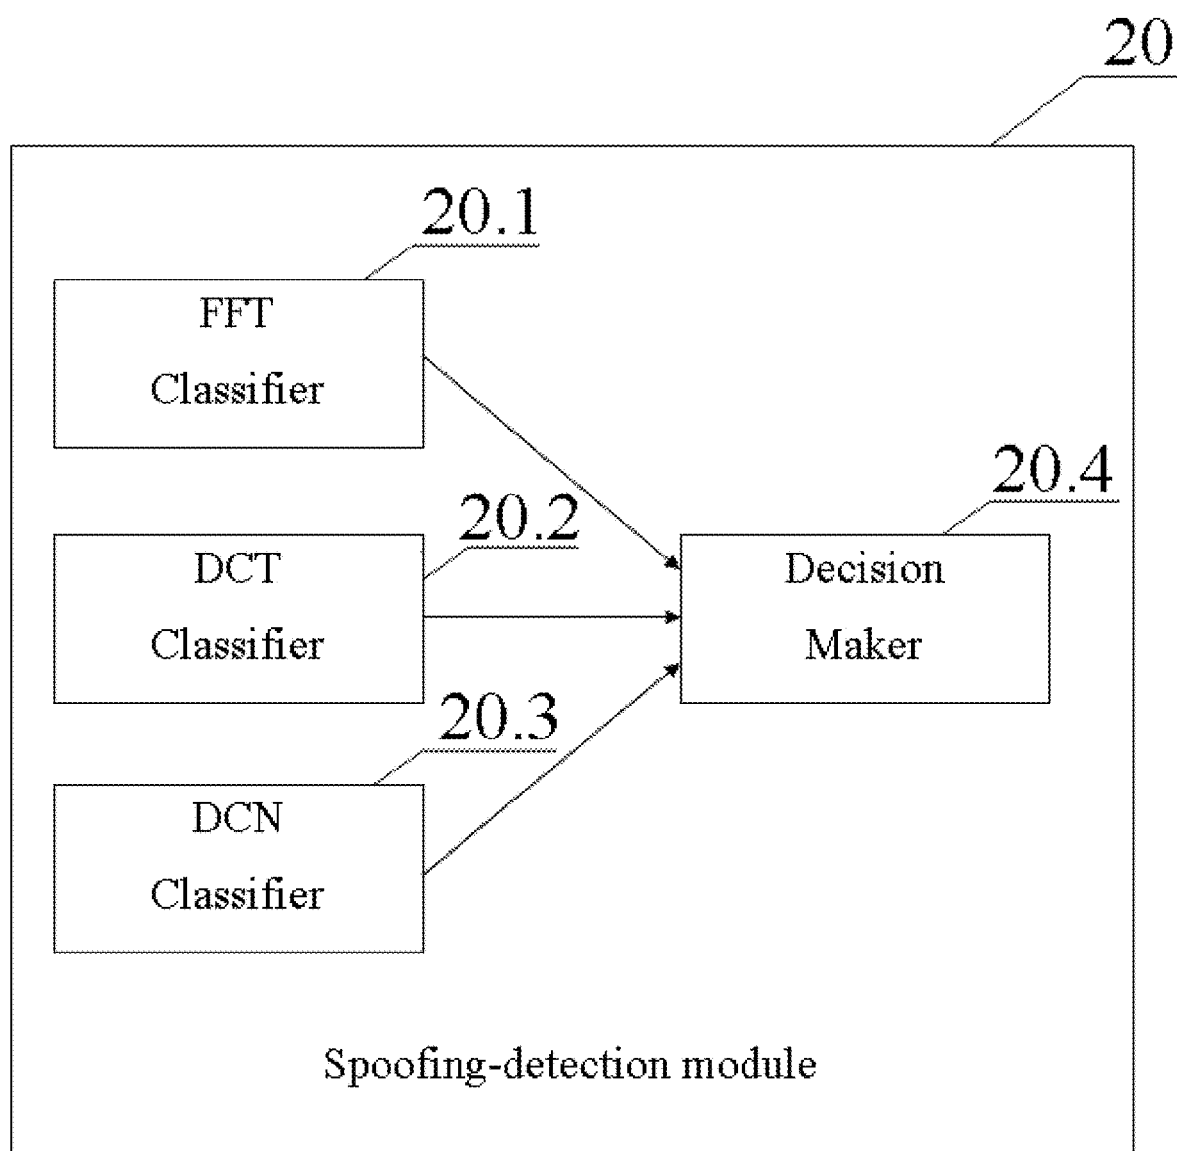 20
20.1
FFT
Classifier
20.2
DCT
Classifier
20.4
Decision
Maker
20.3
DCN
Classifier
Spoofing-detection module